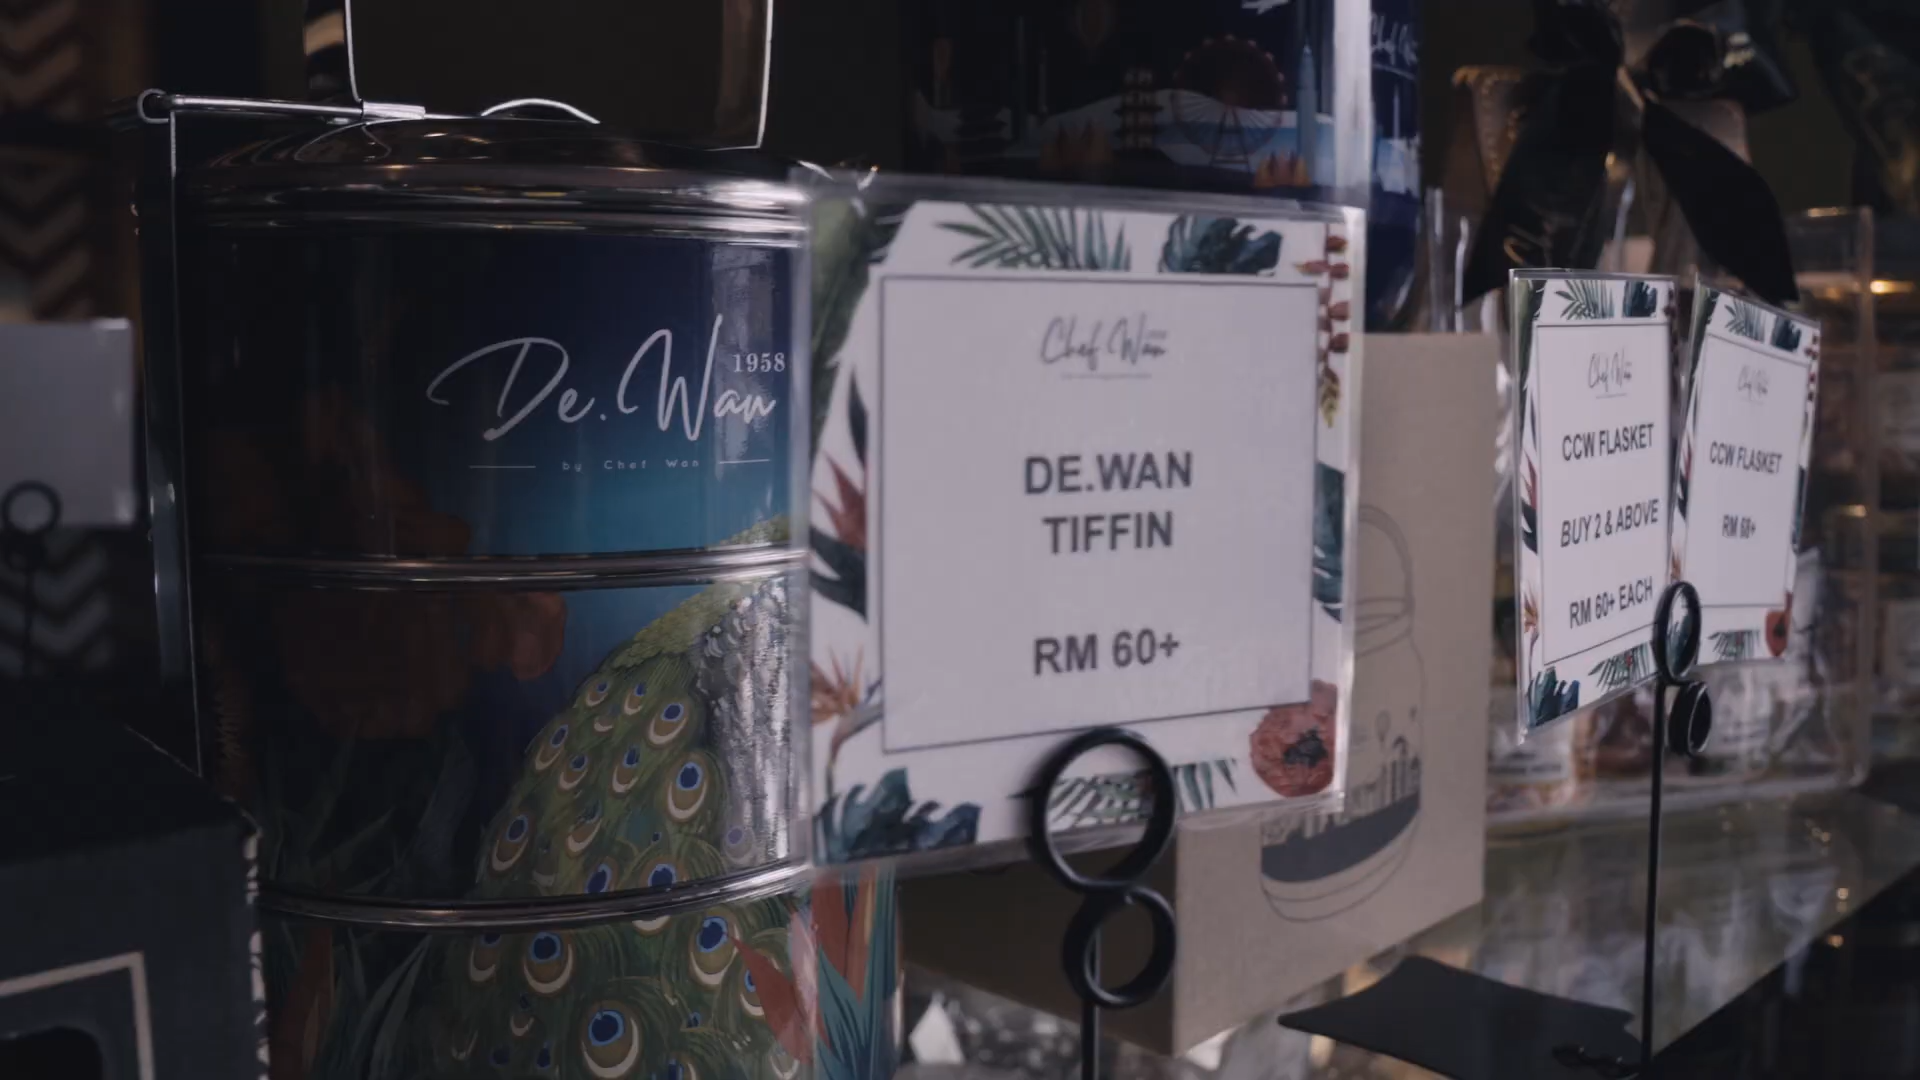 De.Wan
1958
by Chef Wan
Chef Wan
DE.WAN
TIFFIN
RM 60+
Chef Wan
CCW FLASKET
BUY 2 & ABOVE
RM 60+ EACH
Chef Wan
CCW FLASKET
RM 68+